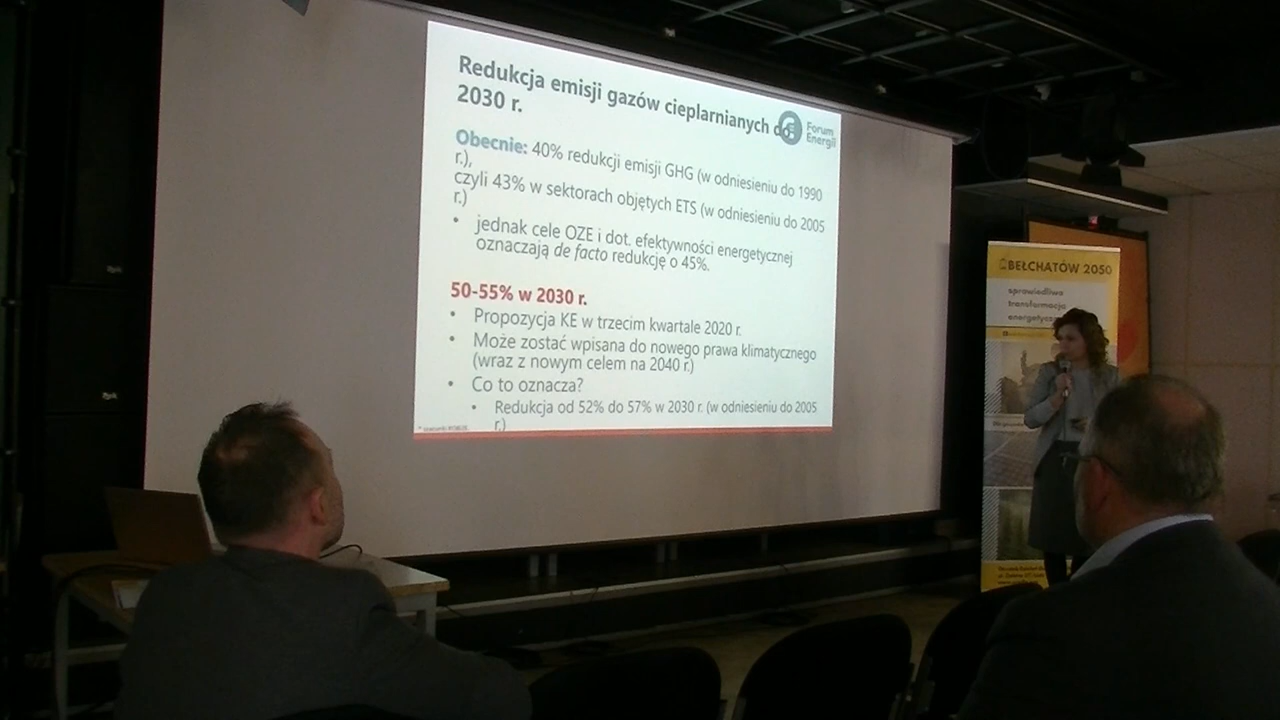 Redukcja emisji gazów cieplarnianych do
2030 r.
Forum
Energii
Obecnie: 40% redukcji emisji GHG (w odniesieniu do 1990
r.),
czyli 43% w sektorach objętych ETS (w odniesieniu do 2005
r.)
• jednak cele OZE i dot. efektywności energetycznej
oznaczają de facto redukcję o 45%.
50-55% w 2030 r.
• Propozycja KE w trzecim kwartale 2020 r.
• Może zostać wpisana do nowego prawa klimatycznego
(wraz z nowym celem na 2040 r.)
• Co to oznacza?
• Redukcja od 52% do 57% w 2030 r. (w odniesieniu do 2005
r.)
BEŁCHATÓW 2050
sprawiedliwa
transformacja